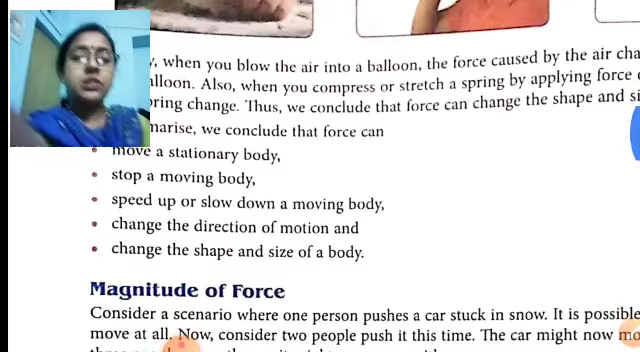 when you blow the air into a balloon, the force caused by the air cha
lloon. Also, when you compress or stretch a spring by applying force
ring change. Thus, we conclude that force can change the shape and si
marise, we conclude that force can
• move a stationary body,
• stop a moving body,
• speed up or slow down a moving body,
• change the direction of motion and
• change the shape and size of a body.
Magnitude of Force
Consider a scenario where one person pushes a car stuck in snow. It is possible
move at all. Now, consider two people push it this time. The car might now mo